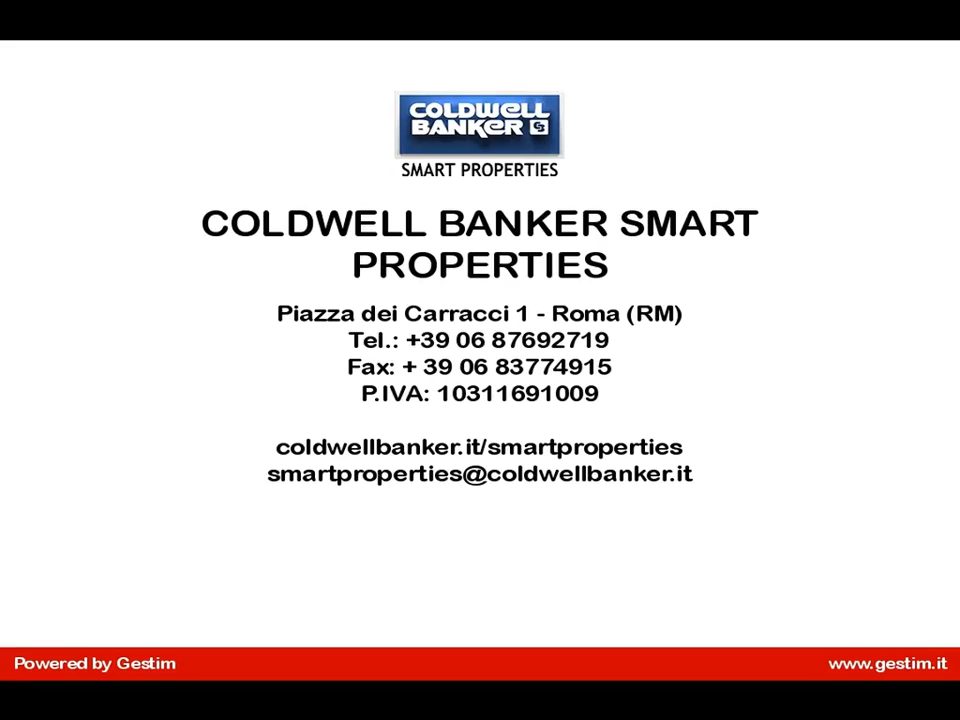 COLDWELL
BANKER CB
SMART PROPERTIES
COLDWELL BANKER SMART
PROPERTIES
Piazza dei Carracci 1 - Roma (RM)
Tel.: +39 06 87692719
Fax: + 39 06 83774915
P.IVA: 10311691009
coldwellbanker.it/smartproperties
smartproperties@coldwellbanker.it
Powered by Gestim
www.gestim.it